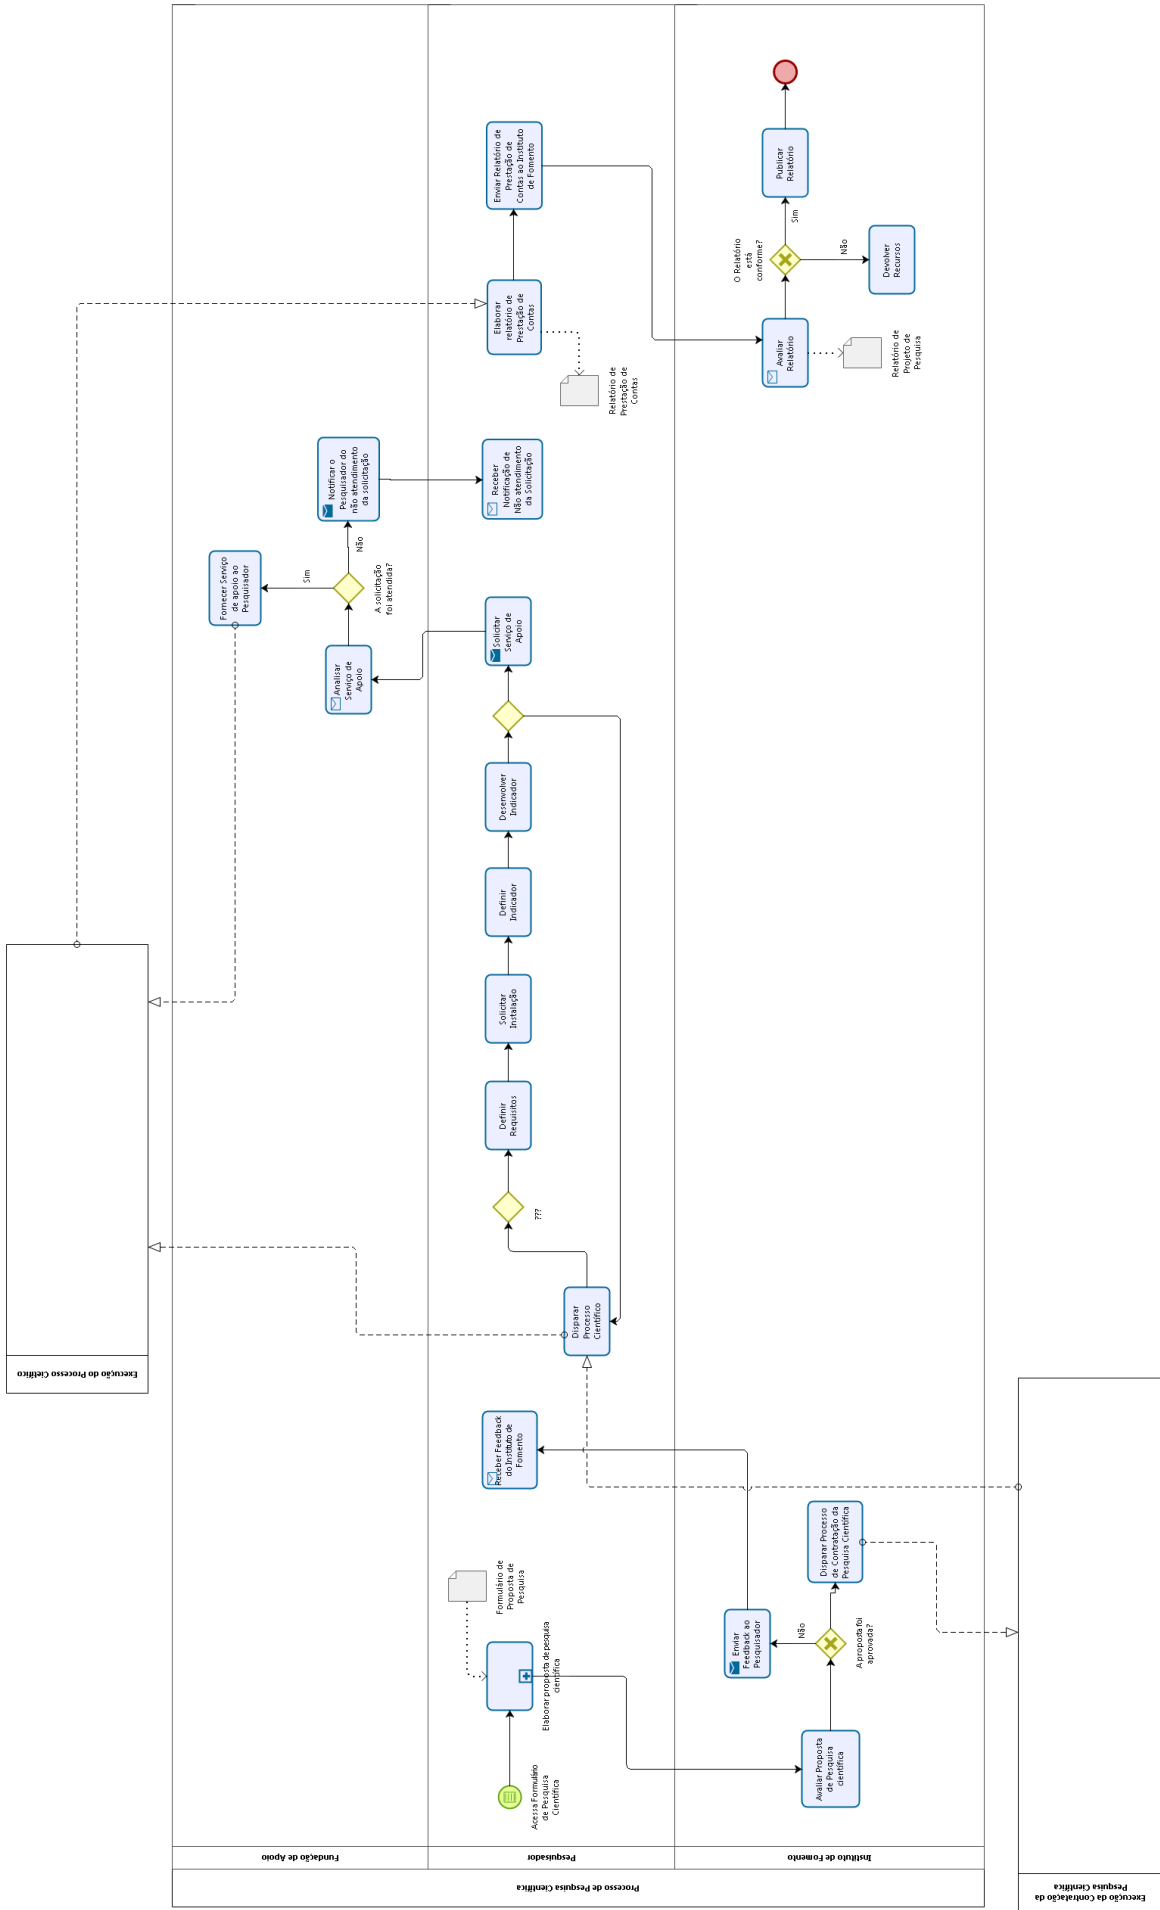 Execução do Processo Cietífico
Processo de Pesquisa Científica
Fundação de Apoio
Pesquisador
Instituto de Fomento
Execução da Contratação da
Pesquisa Científica
Acessa Formulário
de Pesquisa
Científica
Elaborar proposta de pesquisa
científica
Formulário de
Proposta de
Pesquisa
Avaliar Proposta
de Pesquisa
científica
A proposta foi
aprovada?
Não
Enviar
Feedback ao
Pesquisador
Disparar Processo
de Contratação da
Pesquisa Científica
Receber Feedback
do Instituto de
Fomento
Disparar
Processo
Científico
???
Definir
Requisitos
Solicitar
Instalação
Definir
Indicador
Desenvolver
Indicador
Solicitar
Serviço de
Apoio
Analisar
Serviço de
Apoio
A solicitação
foi atendida?
Sim
Fornecer Serviço
de apoio ao
Pesquisador
Não
Notificar o
Pesquisador do
não atendimento
da solicitação
Receber
Notificação de
Não atendimento
da Solicitação
Elaborar
relatório de
Prestação de
Contas
Relatório de
Prestação de
Contas
Enviar Relatório de
Prestação de
Contas ao Instituto
de Fomento
Avaliar
Relatório
Relatório de
Projeto de
Pesquisa
O Relatório
está
conforme?
Não
Devolver
Recursos
Sim
Publicar
Relatório